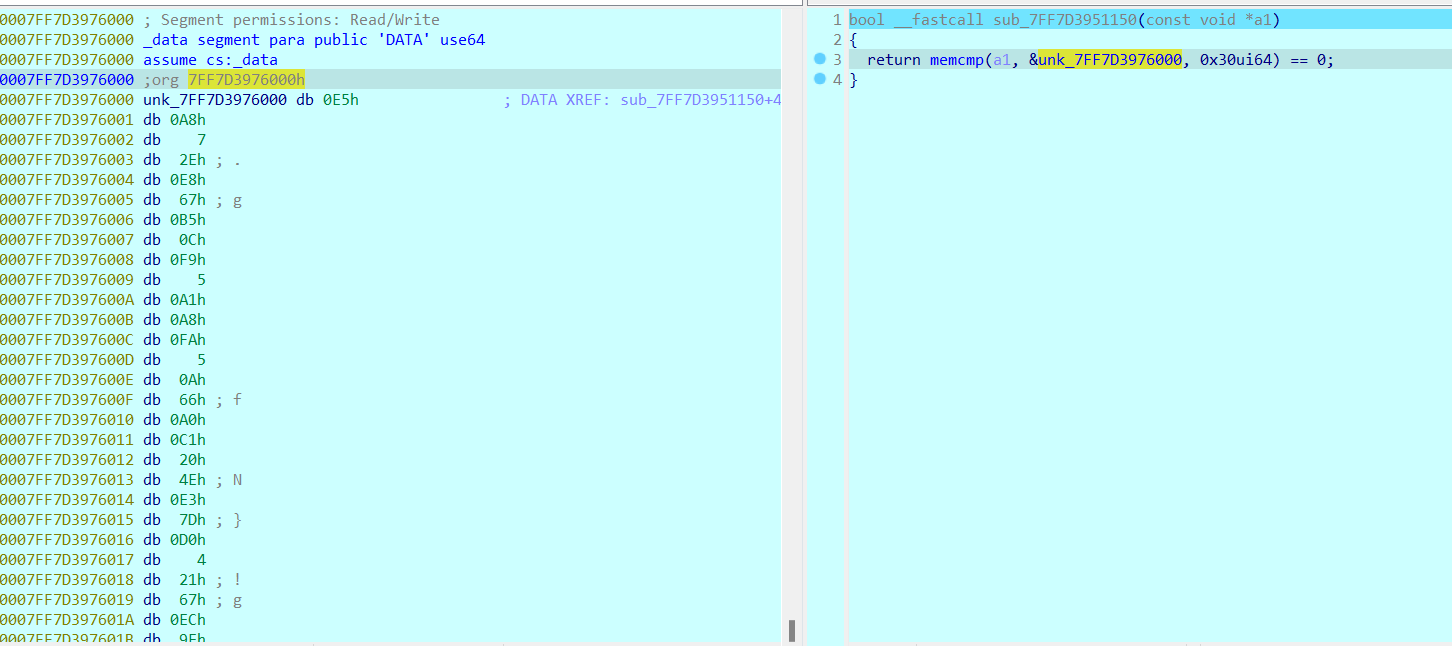 0007FF7D3976000 ; Segment permissions: Read/Write
0007FF7D3976000 _data segment para public 'DATA' use64
0007FF7D3976000 assume cs:_data
0007FF7D3976000 ;org 7FF7D3976000h
0007FF7D3976000 unk_7FF7D3976000 db 0E5h ; DATA XREF: sub_7FF7D3951150+4
0007FF7D3976001 db 0A8h
0007FF7D3976002 db 7
0007FF7D3976003 db 2Eh ; .
0007FF7D3976004 db 0E8h
0007FF7D3976005 db 67h ; g
0007FF7D3976006 db 0B5h
0007FF7D3976007 db 0Ch
0007FF7D3976008 db 0F9h
0007FF7D3976009 db 5
0007FF7D397600A db 0A1h
0007FF7D397600B db 0A8h
0007FF7D397600C db 0FAh
0007FF7D397600D db 5
0007FF7D397600E db 0Ah
0007FF7D397600F db 66h ; f
0007FF7D3976010 db 0A0h
0007FF7D3976011 db 0C1h
0007FF7D3976012 db 20h
0007FF7D3976013 db 4Eh ; N
0007FF7D3976014 db 0E3h
0007FF7D3976015 db 7Dh ; }
0007FF7D3976016 db 0D0h
0007FF7D3976017 db 4
0007FF7D3976018 db 21h ; !
0007FF7D3976019 db 67h ; g
0007FF7D397601A db 0ECh
0007FF7D397601B db 9Eh
1 bool __fastcall sub_7FF7D3951150(const void *a1)
2 {
3 return memcmp(a1, &unk_7FF7D3976000, 0x30ui64) == 0;
4 }